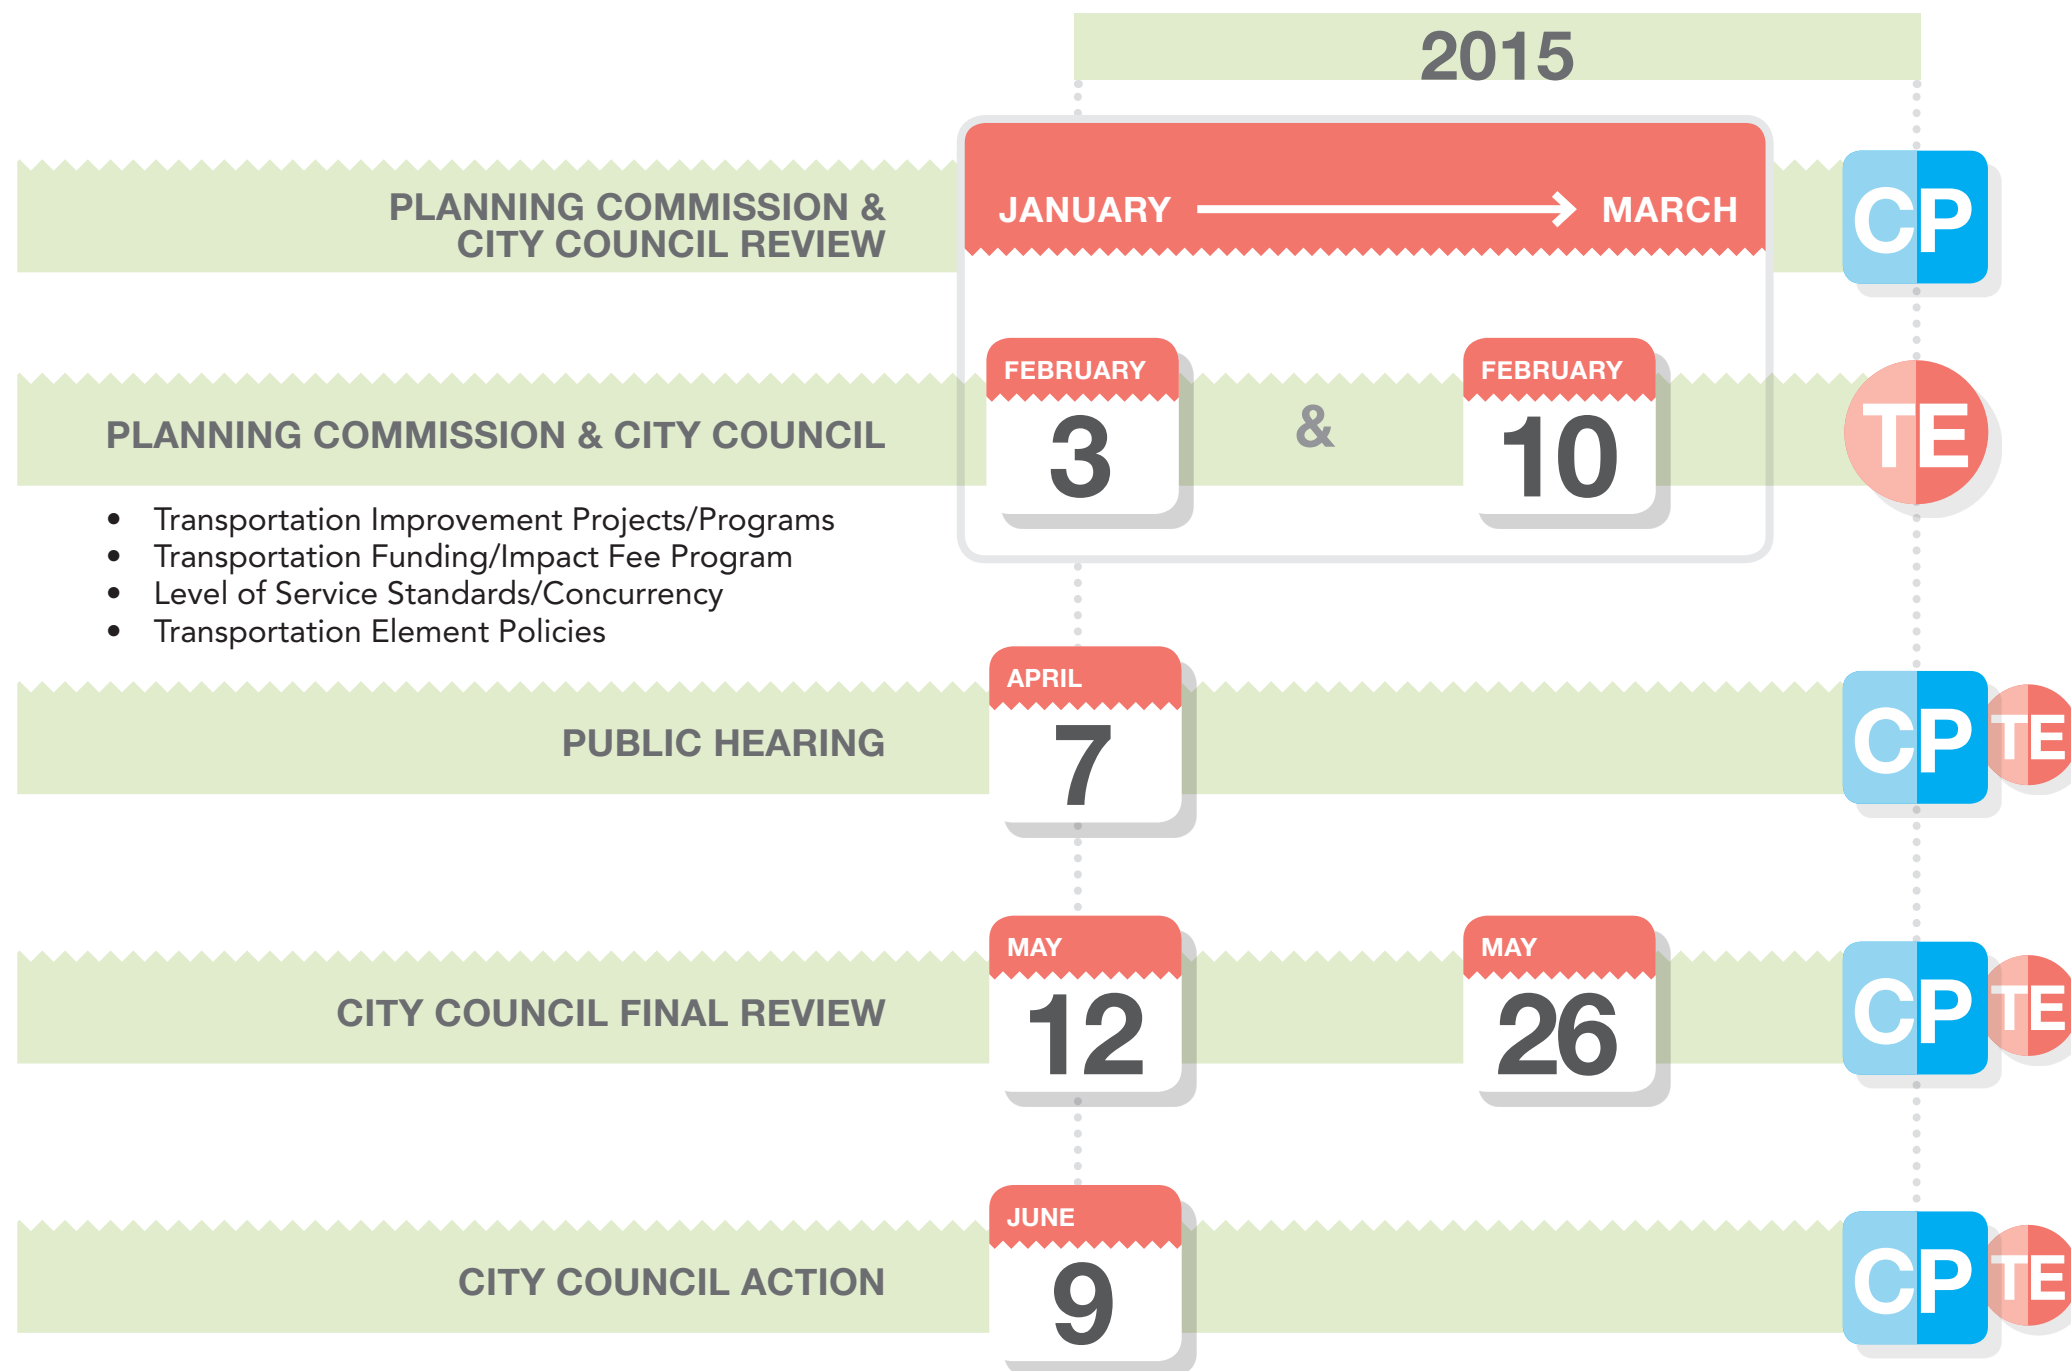 2015
PLANNING COMMISSION &
CITY COUNCIL REVIEW
JANUARY MARCH
CP
PLANNING COMMISSION & CITY COUNCIL
FEBRUARY
3
&
FEBRUARY
10
TE
• Transportation Improvement Projects/Programs
• Transportation Funding/Impact Fee Program
• Level of Service Standards/Concurrency
• Transportation Element Policies
PUBLIC HEARING
APRIL
7
CP TE
CITY COUNCIL FINAL REVIEW
MAY
12
MAY
26
CP TE
CITY COUNCIL ACTION
JUNE
9
CP TE